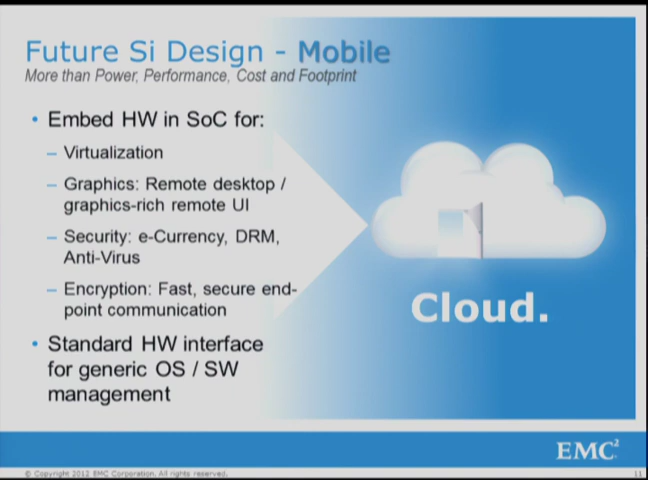 Future Si Design - Mobile
More than Power, Performance, Cost and Footprint
• Embed HW in SoC for:
– Virtualization
– Graphics: Remote desktop /
graphics-rich remote UI
– Security: e-Currency, DRM,
Anti-Virus
– Encryption: Fast, secure end-
point communication
• Standard HW interface
for generic OS / SW
management
Cloud.
EMC²
© Copyright 2012 EMC Corporation. All rights reserved.
11